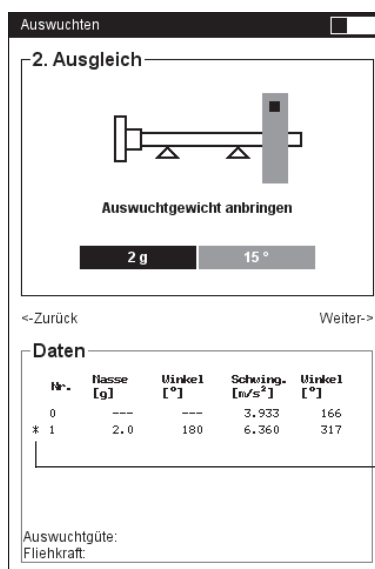 Auswuchten
2. Ausgleich
Auswuchtgewicht anbringen
2 g 15 °
<-Zurück Weiter->
Daten
Nr. Masse Winkel Schwing. Winkel
[g] [°] [m/s²] [°]
0 --- --- 3.933 166
* 1 2.0 180 6.360 317
Auswuchtgüte:
Fliehkraft: